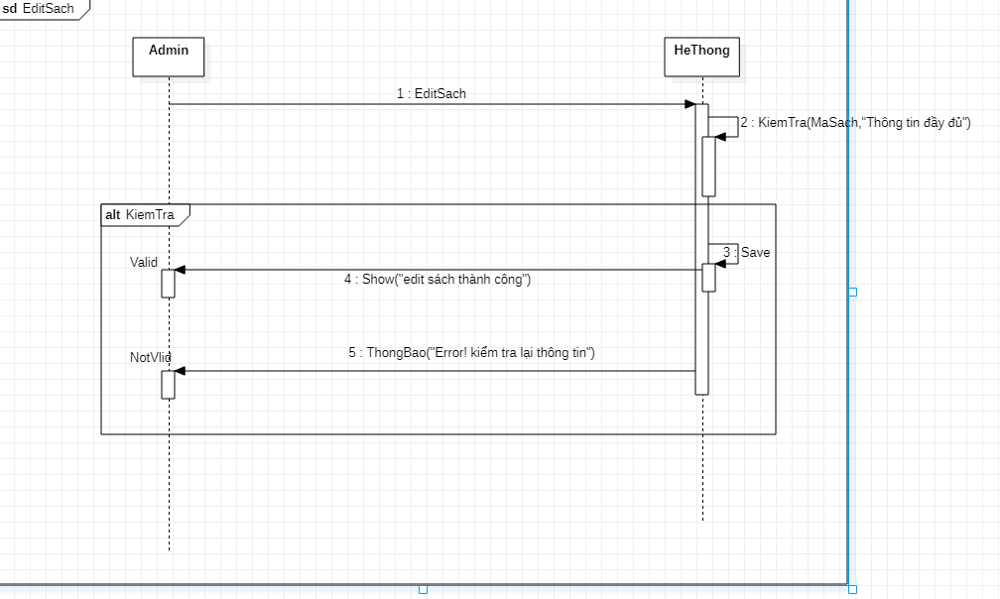 sd EditSach
Admin
HeThong
1 : EditSach
2 : KiemTra(MaSach,"Thông tin đầy đủ")
alt KiemTra
3 : Save
Valid
4 : Show("edit sách thành công")
5 : ThongBao("Error! kiểm tra lại thông tin")
NotVlid